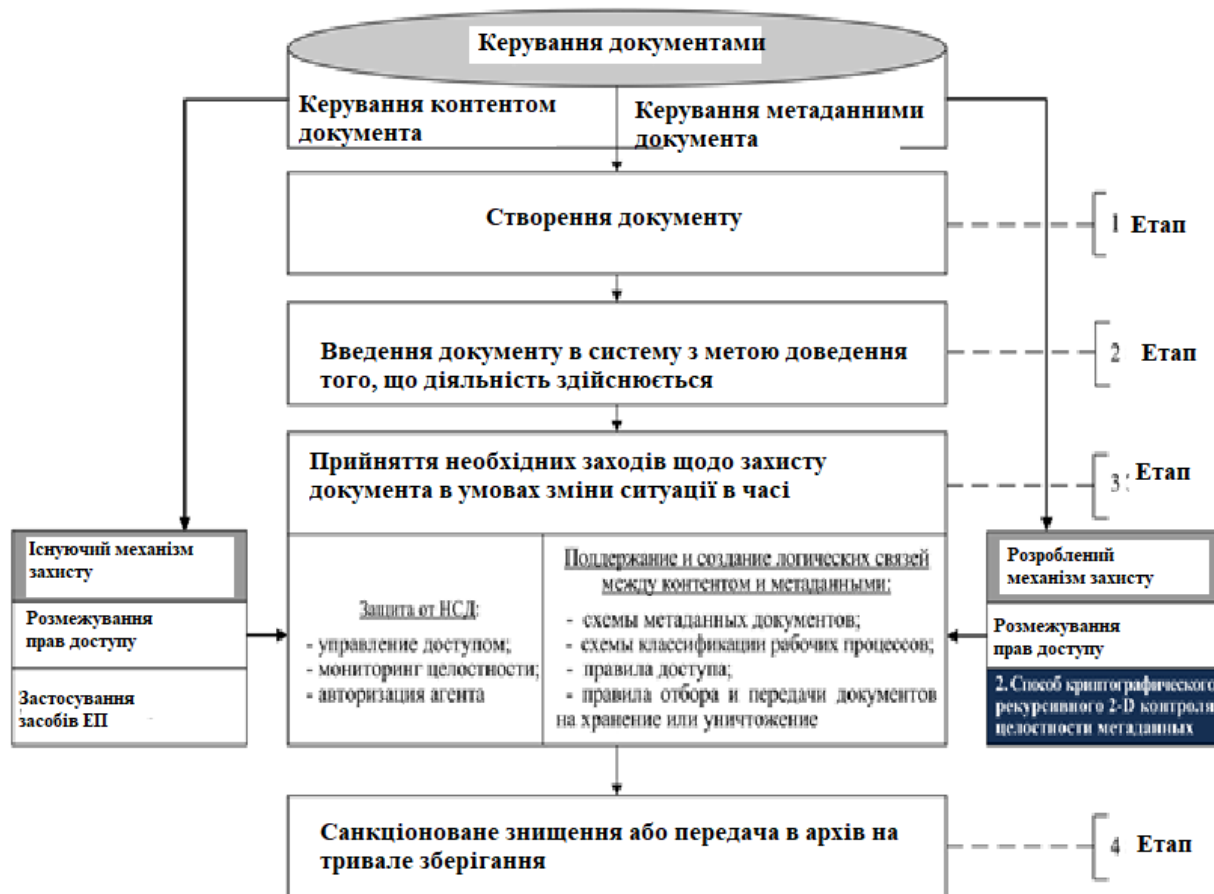 Керування документами
Керування контентом
документа
Керування метаданними
документа
Створення документу
1 Етап
Введення документу в систему з метою доведення
того, що діяльність здійснюється
2 Етап
Прийняття необхідних заходів щодо захисту
документа в умовах зміни ситуації в часі
3 Етап
Існуючий механізм
захисту
Розмежування
прав доступу
Застосування
засобів ЕП
Защита от НСД:
- управление доступом;
- мониторинг целостности;
- авторизация агента
Поддержание и создание логических связей
между контентом и метаданными:
- схемы метаданных документов;
- схемы классификации рабочих процессов;
- правила доступа;
- правила отбора и передачи документов
на хранение или уничтожение
Розроблений
механізм захисту
Розмежування
прав доступу
2. Способ криптографического
рекурсивного 2-D контроля
целостности метаданных
Санкціоноване знищення або передача в архів на
тривале зберігання
4 Етап